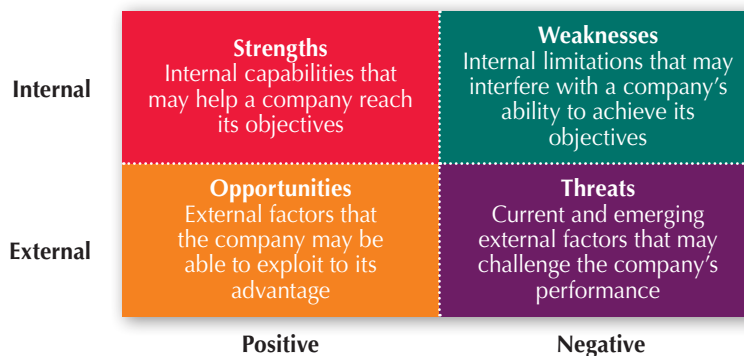 Internal
Strengths
Internal capabilities that
may help a company reach
its objectives
Weaknesses
Internal limitations that may
interfere with a company’s
ability to achieve its
objectives
External
Opportunities
External factors that
the company may be
able to exploit to its
advantage
Threats
Current and emerging
external factors that may
challenge the company’s
performance
Positive
Negative